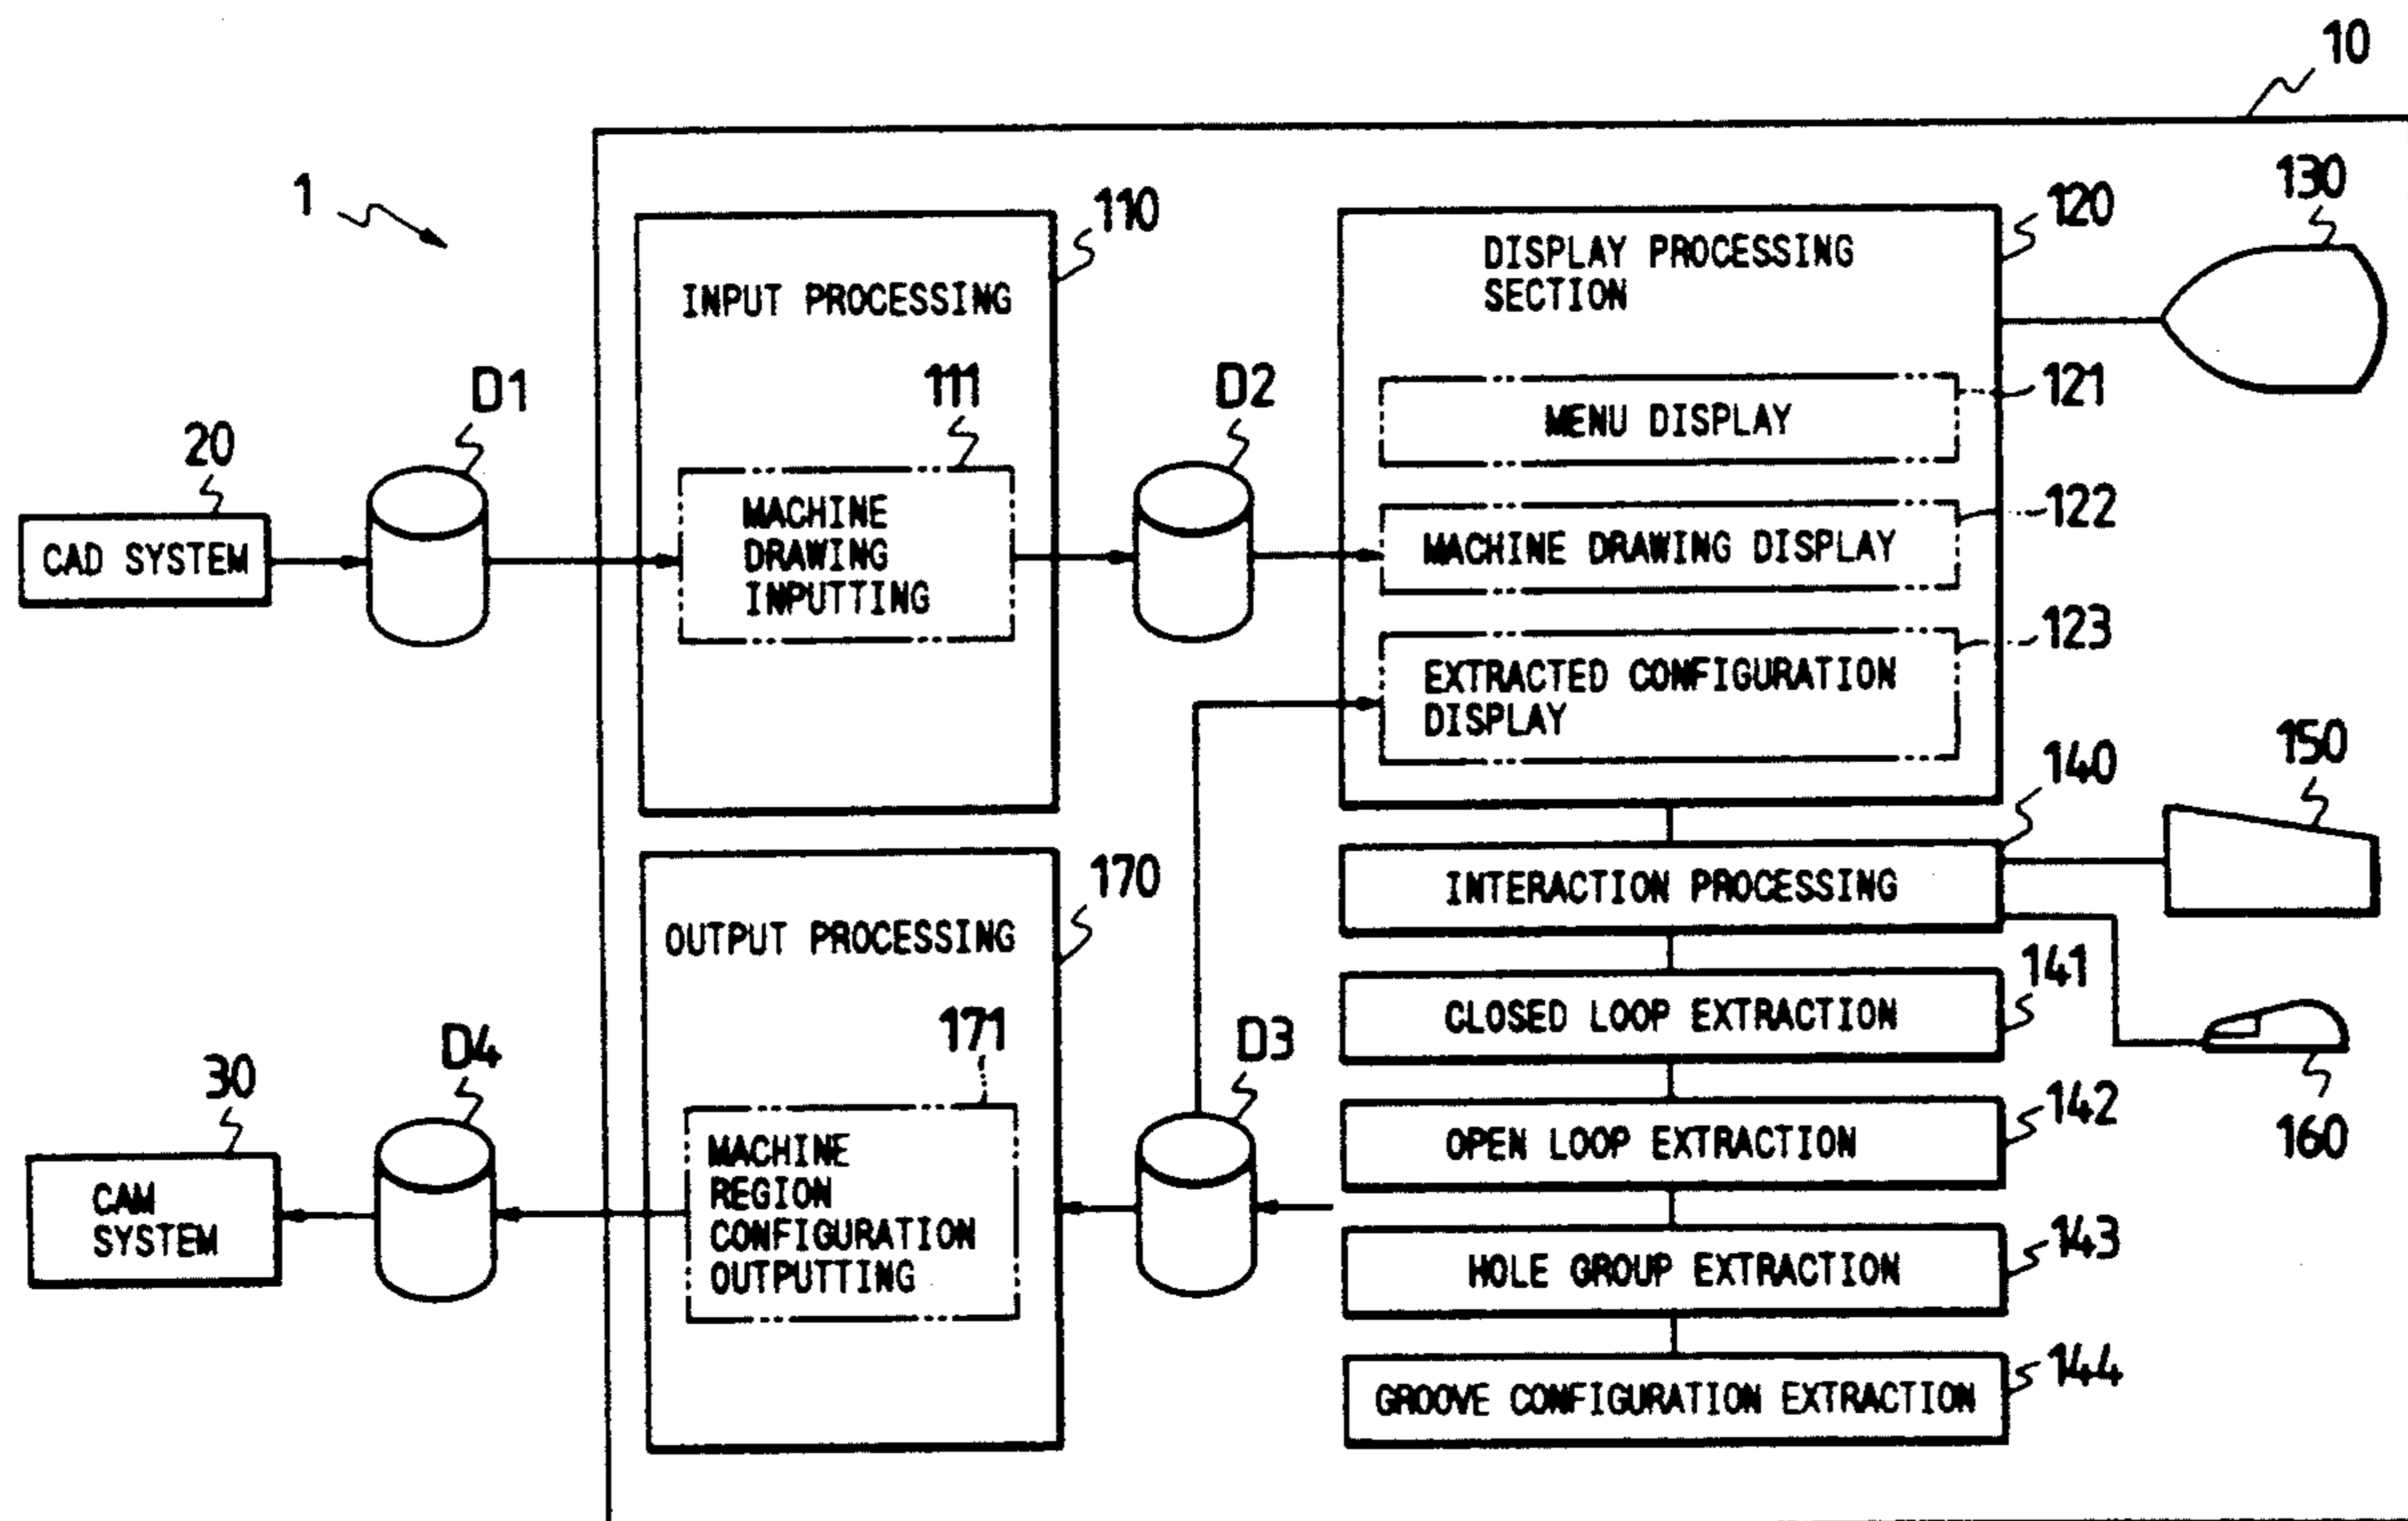 10
1
110
120
130
INPUT PROCESSING
DISPLAY PROCESSING
SECTION
D1
111
D2
121
MENU DISPLAY
20
CAD SYSTEM
MACHINE
DRAWING
INPUTTING
122
MACHINE DRAWING DISPLAY
123
EXTRACTED CONFIGURATION
DISPLAY
140
150
INTERACTION PROCESSING
170
OUTPUT PROCESSING
141
CLOSED LOOP EXTRACTION
160
30
D4
171
D3
142
OPEN LOOP EXTRACTION
CAM
SYSTEM
MACHINE
REGION
CONFIGURATION
OUTPUTTING
143
HOLE GROUP EXTRACTION
144
GROOVE CONFIGURATION EXTRACTION